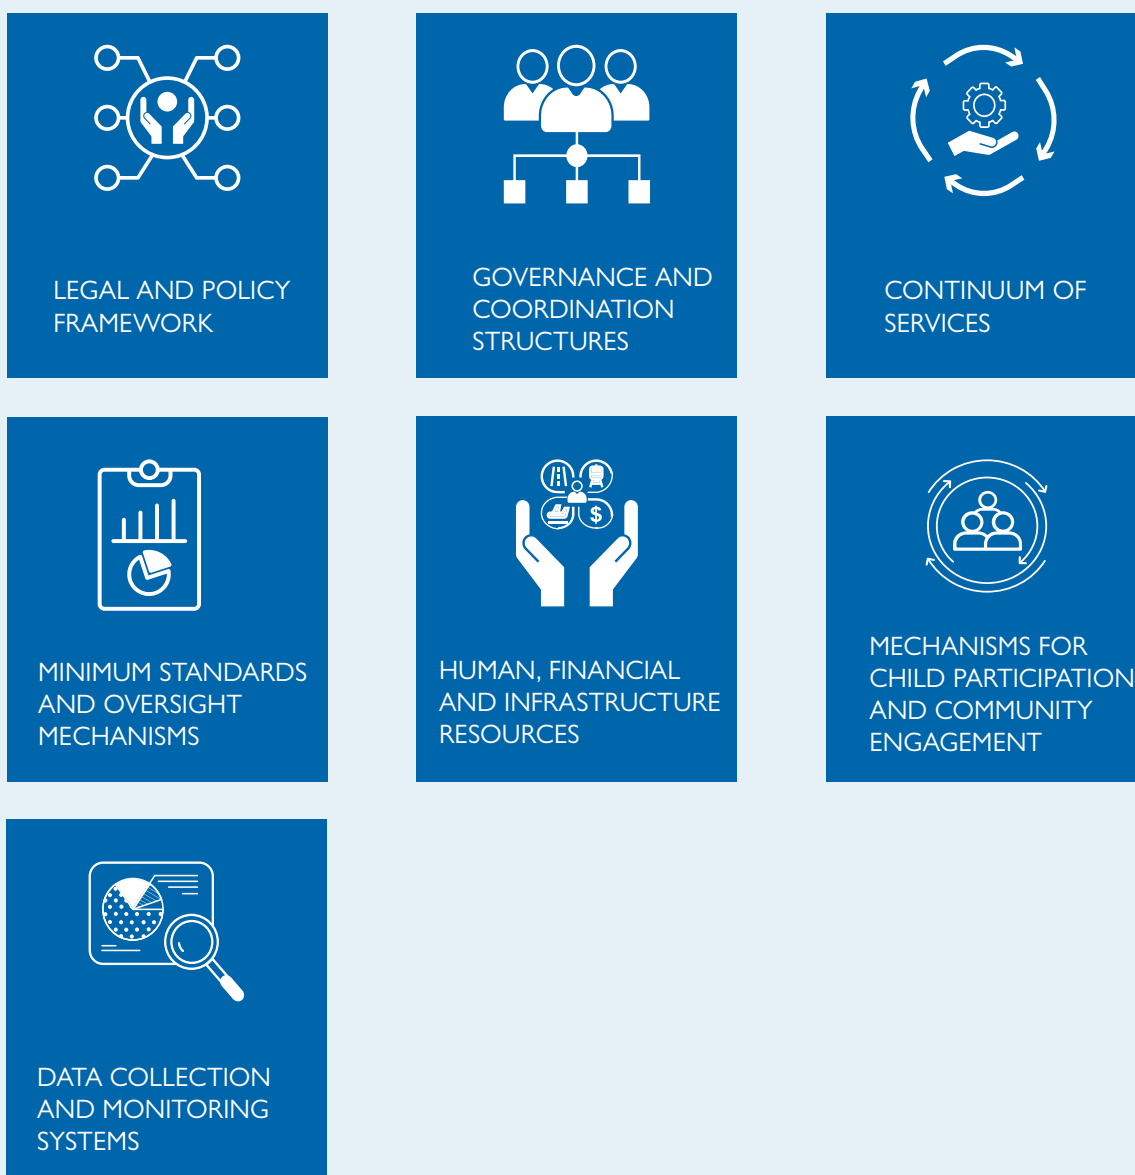 LEGAL AND POLICY
FRAMEWORK
GOVERNANCE AND
COORDINATION
STRUCTURES
CONTINUUM OF
SERVICES
MINIMUM STANDARDS
AND OVERSIGHT
MECHANISMS
$
HUMAN, FINANCIAL
AND INFRASTRUCTURE
RESOURCES
MECHANISMS FOR
CHILD PARTICIPATION
AND COMMUNITY
ENGAGEMENT
DATA COLLECTION
AND MONITORING
SYSTEMS